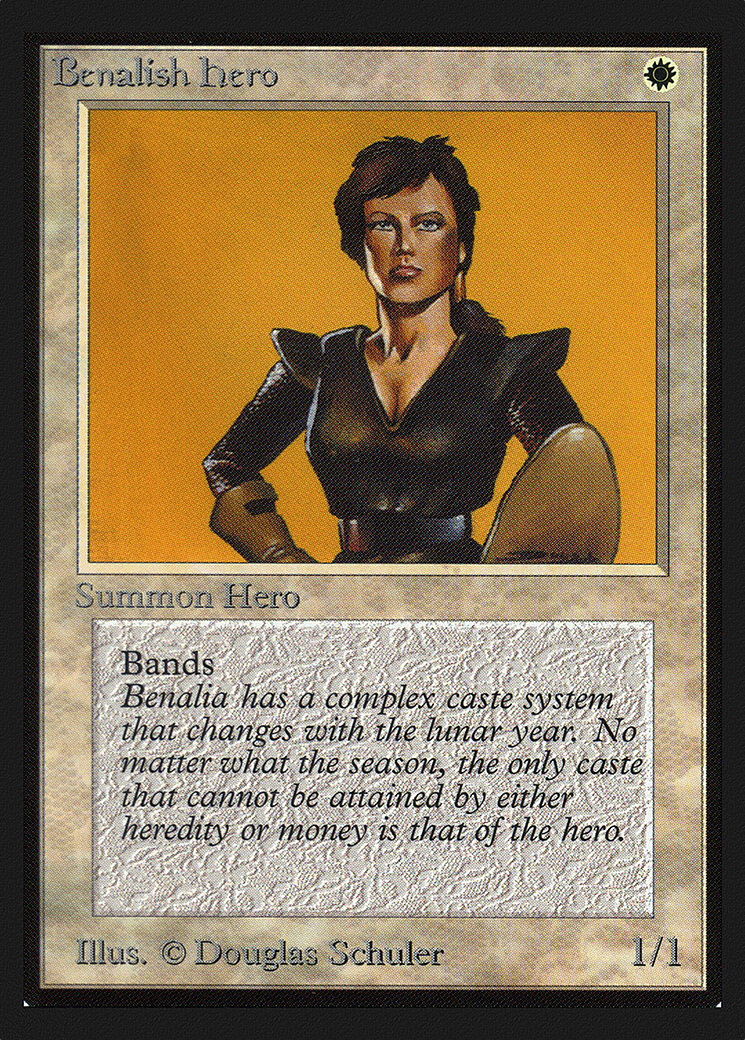 Benalish Hero
Summon Hero
Bands
Benalia has a complex caste system
that changes with the lunar year. No
matter what the season, the only caste
that cannot be attained by either
heredity or money is that of the hero.
Illus. © Douglas Schuler
1/1